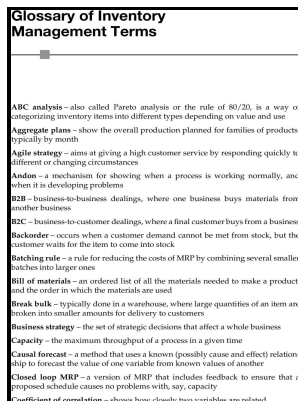 Glossary of Inventory
Management Terms
ABC analysis – also called Pareto analysis or the rule of 80/20, is a way of
categorizing inventory items into different types depending on value and use
Aggregate plans – show the overall production planned for families of products,
typically by month
Agile strategy – aims at giving a high customer service by responding quickly to
different or changing circumstances
Andon – a mechanism for showing when a process is working normally, and
when it is developing problems
B2B – business-to-business dealings, where one business buys materials from
another business
B2C – business-to-customer dealings, where a final customer buys from a business
Backorder – occurs when a customer demand cannot be met from stock, but the
customer waits for the item to come into stock
Batching rule – a rule for reducing the costs of MRP by combining several smaller
batches into larger ones
Bill of materials – an ordered list of all the materials needed to make a product
and the order in which the materials are used
Break bulk – typically done in a warehouse, where large quantities of an item are
broken into smaller amounts for delivery to customers
Business strategy – the set of strategic decisions that affect a whole business
Capacity – the maximum throughput of a process in a given time
Causal forecast – a method that uses a known (possibly cause and effect) relation-
ship to forecast the value of one variable from known values of another
Closed loop MRP – a version of MRP that includes feedback to ensure that a
proposed schedule causes no problems with, say, capacity
Coefficient of correlation – shows how closely two variables are related